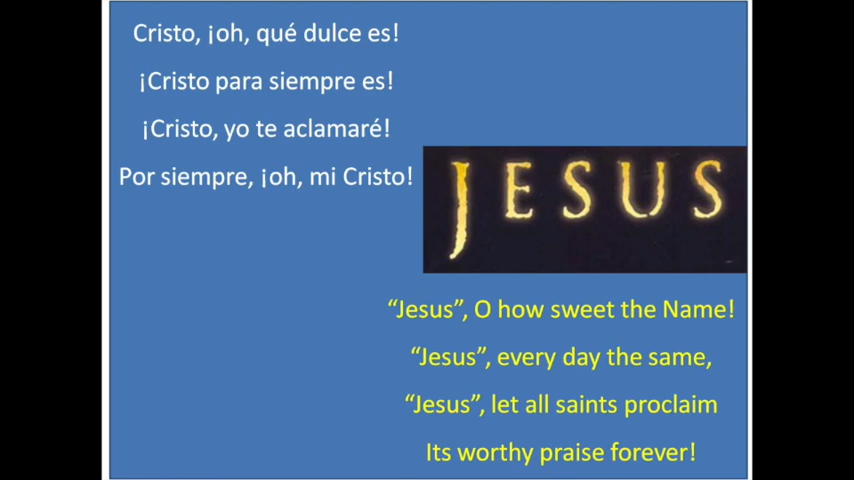 Cristo, ¡oh, qué dulce es!
¡Cristo para siempre es!
¡Cristo, yo te aclamaré!
Por siempre, ¡oh, mi Cristo!
JESUS
“Jesus”, O how sweet the Name!
“Jesus”, every day the same,
“Jesus”, let all saints proclaim
Its worthy praise forever!